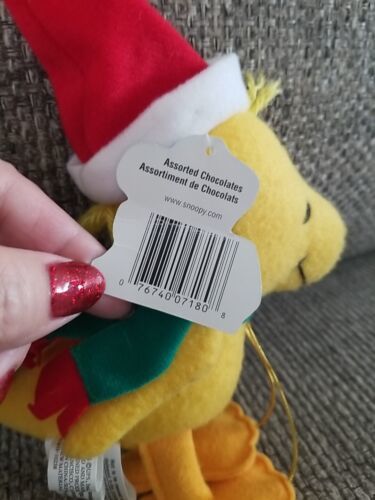 Assorted Chocolates
Assortiment de Chocolats
www.snoopy.com
0 76740 07180 8